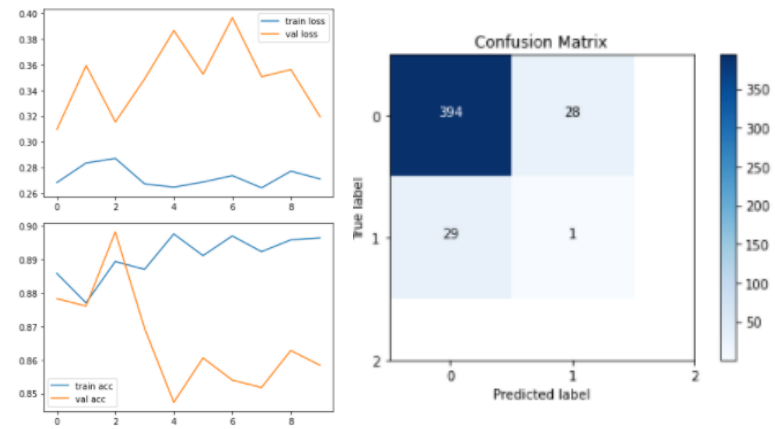 0.40
0.38
0.36
0.34
0.32
0.30
0.28
0.26
train loss
val loss
0 2 4 6 8
0.90
0.89
0.88
0.87
0.86
0.85
train acc
val acc
0 2 4 6 8
Confusion Matrix
True label
0
1
2
394 28
29 1
0 1 2
Predicted label
350
300
250
200
150
100
50